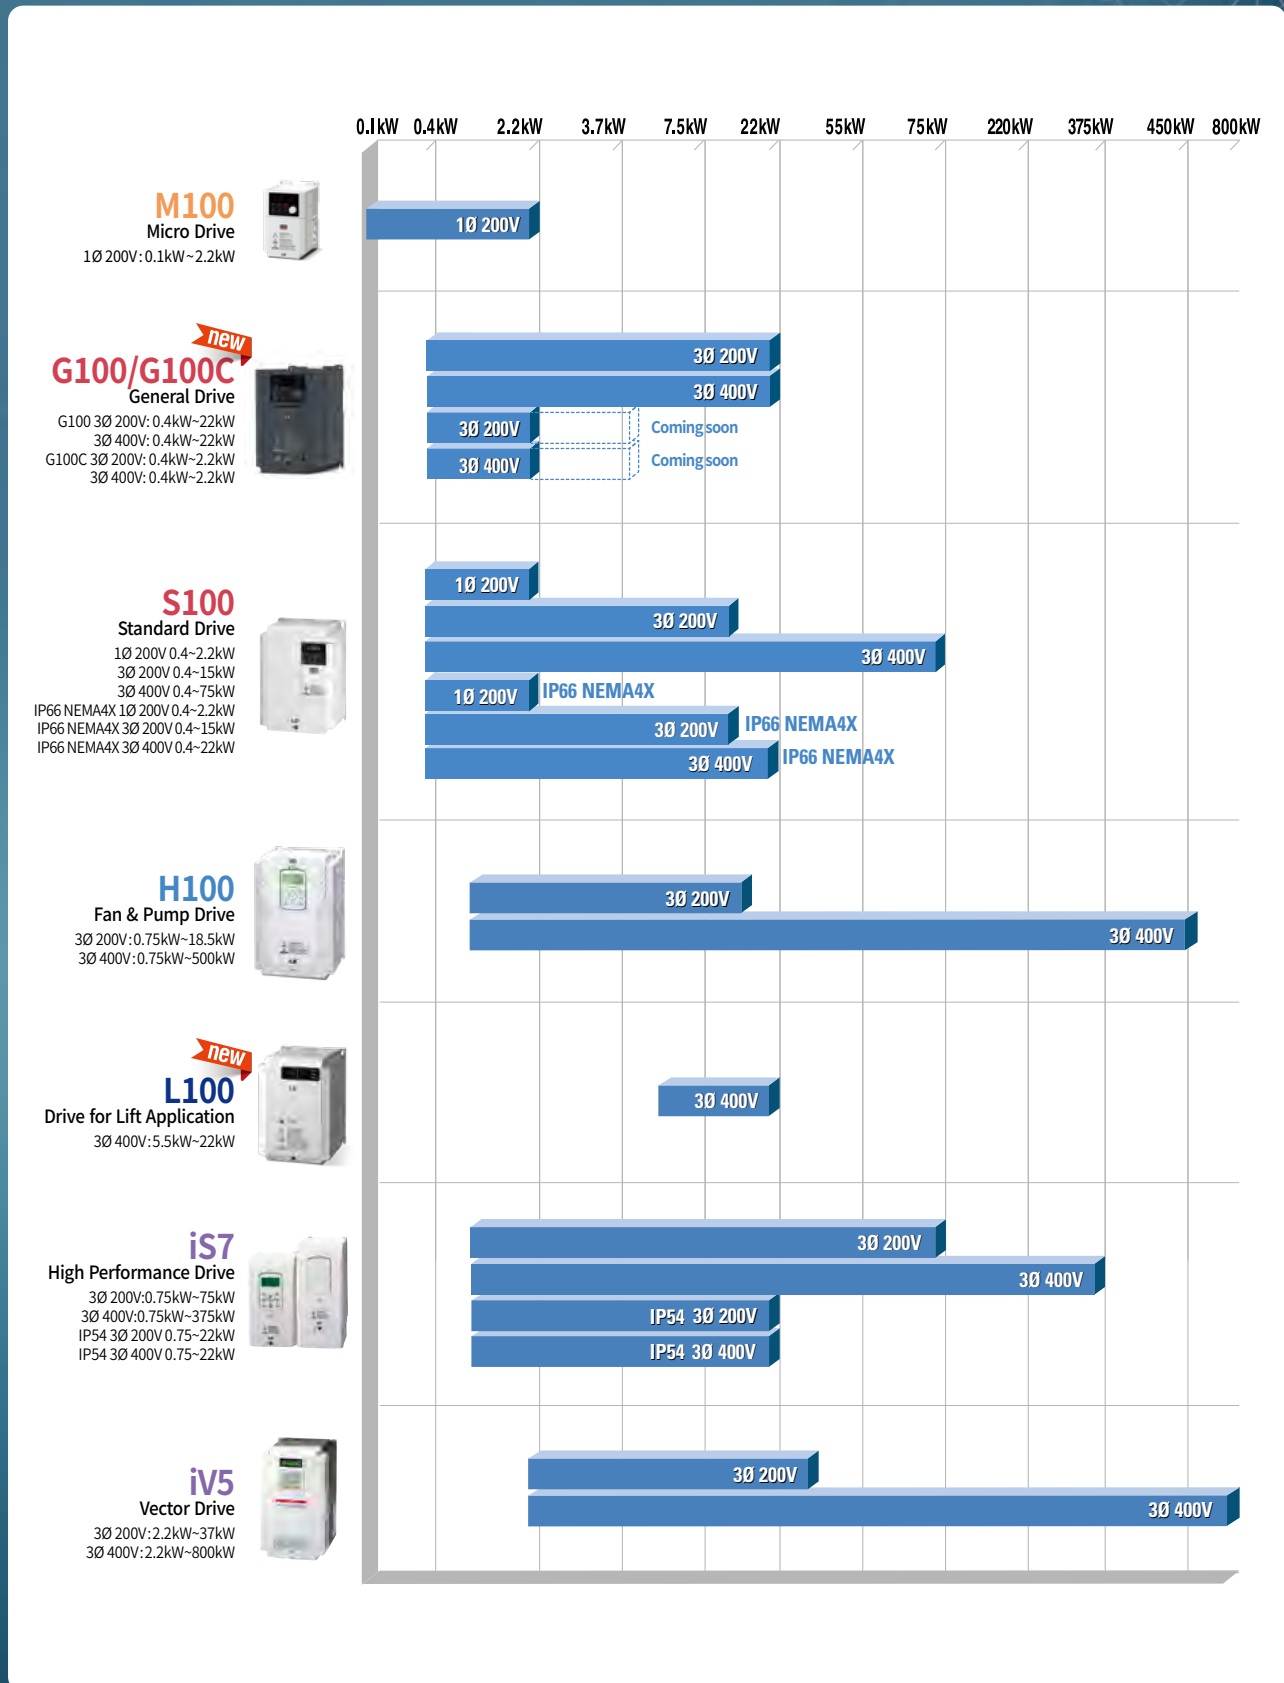 0.1kW 0.4kW 2.2kW 3.7kW 7.5kW 22kW 55kW 75kW 220kW 375kW 450kW 800kW
M100
Micro Drive
1Ø 200V: 0.1kW~2.2kW
1Ø 200V
new
G100/G100C
General Drive
G100 3Ø 200V: 0.4kW~22kW
3Ø 400V: 0.4kW~22kW
G100C 3Ø 200V: 0.4kW~2.2kW
3Ø 400V: 0.4kW~2.2kW
3Ø 200V
3Ø 400V
3Ø 200V Coming soon
3Ø 400V Coming soon
S100
Standard Drive
1Ø 200V 0.4~2.2kW
3Ø 200V 0.4~15kW
3Ø 400V 0.4~75kW
IP66 NEMA4X 1Ø 200V 0.4~2.2kW
IP66 NEMA4X 3Ø 200V 0.4~15kW
IP66 NEMA4X 3Ø 400V 0.4~22kW
1Ø 200V
3Ø 200V
3Ø 400V
1Ø 200V IP66 NEMA4X
3Ø 200V IP66 NEMA4X
3Ø 400V IP66 NEMA4X
H100
Fan & Pump Drive
3Ø 200V: 0.75kW~18.5kW
3Ø 400V: 0.75kW~500kW
3Ø 200V
3Ø 400V
new
L100
Drive for Lift Application
3Ø 400V: 5.5kW~22kW
3Ø 400V
iS7
High Performance Drive
3Ø 200V:0.75kW~75kW
3Ø 400V:0.75kW~375kW
IP54 3Ø 200V 0.75~22kW
IP54 3Ø 400V 0.75~22kW
3Ø 200V
3Ø 400V
IP54 3Ø 200V
IP54 3Ø 400V
iV5
Vector Drive
3Ø 200V: 2.2kW~37kW
3Ø 400V: 2.2kW~800kW
3Ø 200V
3Ø 400V